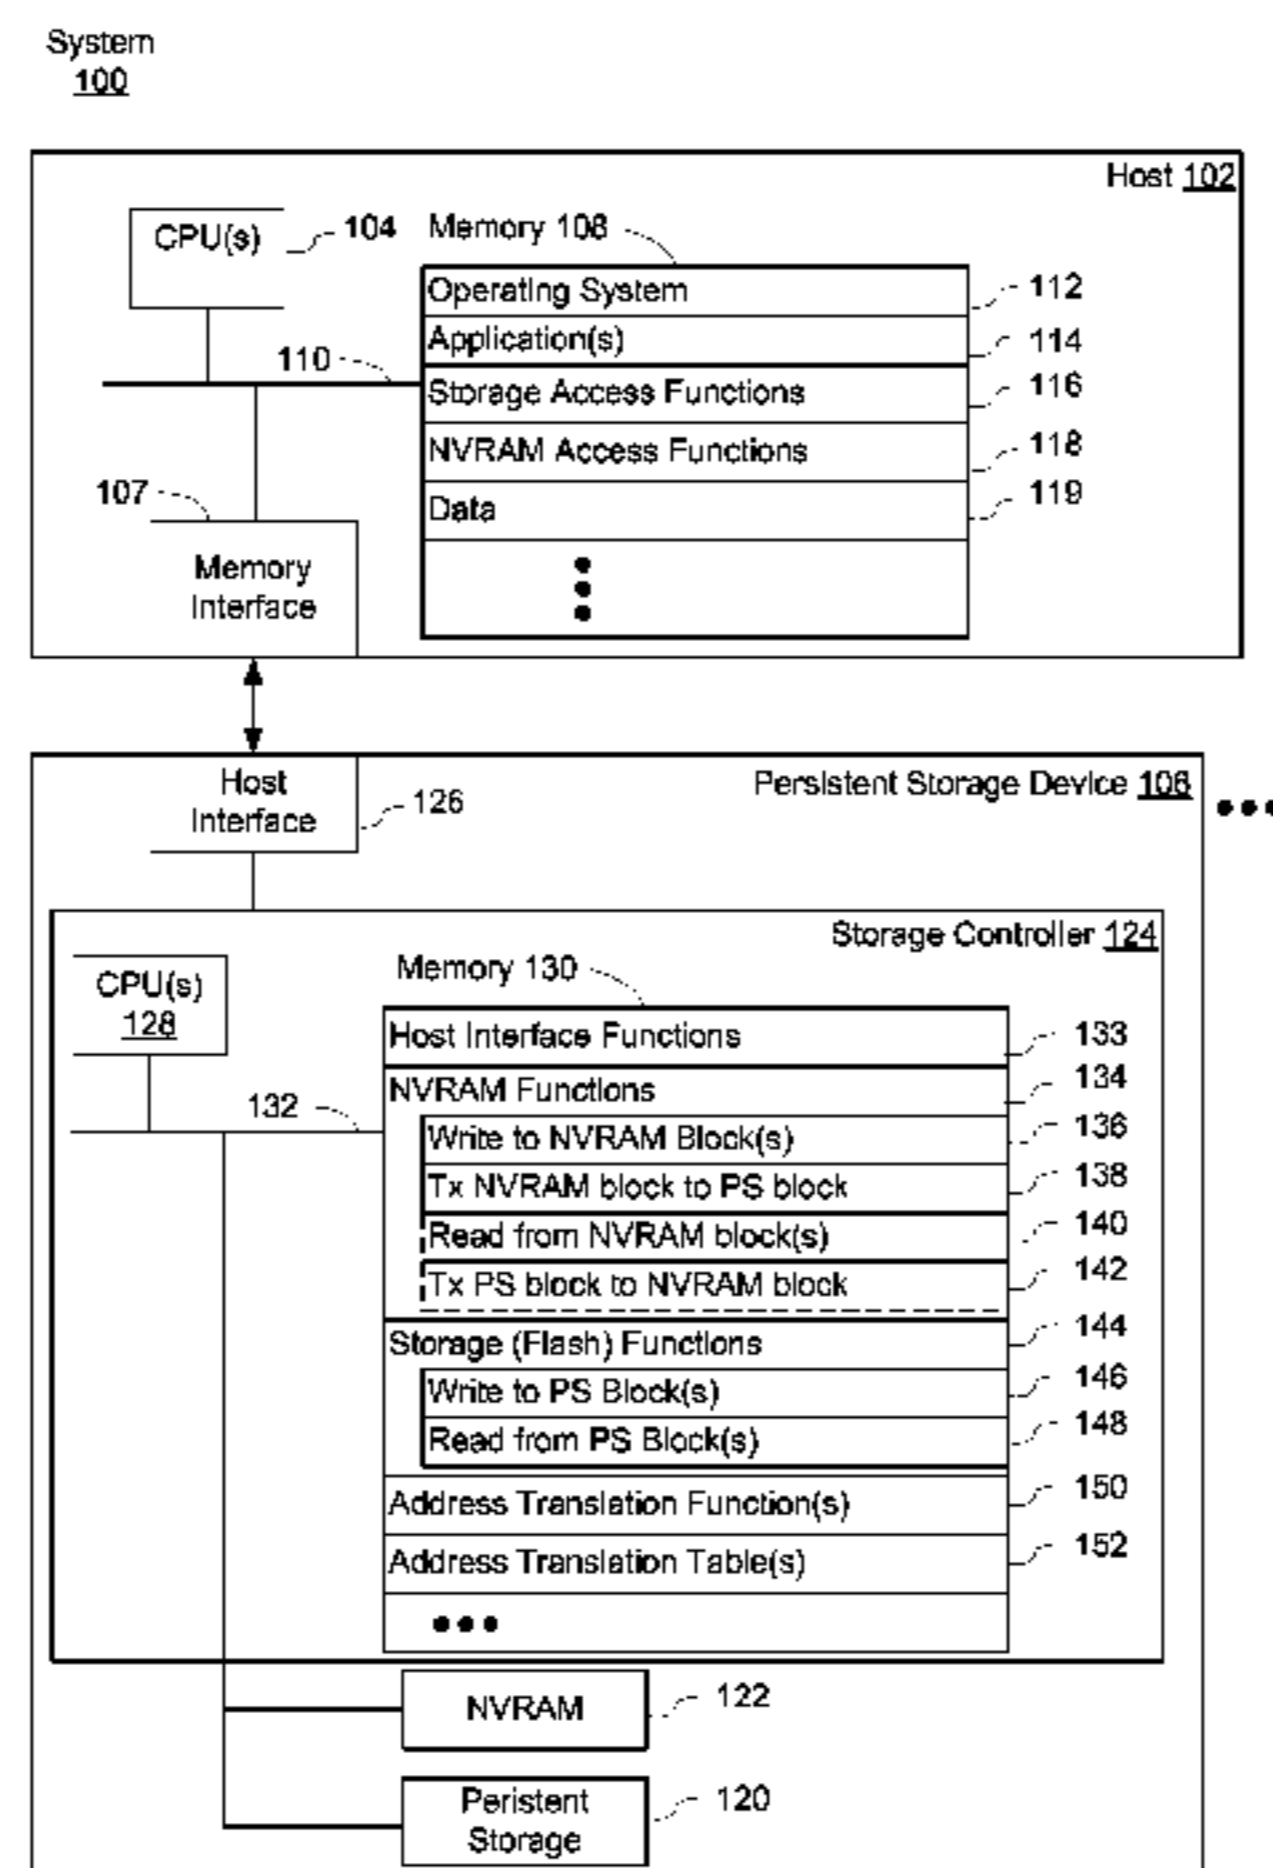 System
100
Host 102
CPU(s)
104
Memory 108
Operating System
112
Application(s)
114
110
Storage Access Functions
116
NVRAM Access Functions
118
107
Data
119
Memory
Interface
Host
Interface
126
Persistent Storage Device 106
Storage Controller 124
CPU(s)
128
Memory 130
Host Interface Functions
133
NVRAM Functions
134
132
Write to NVRAM Block(s)
136
Tx NVRAM block to PS block
138
Read from NVRAM block(s)
140
Tx PS block to NVRAM block
142
Storage (Flash) Functions
144
Write to PS Block(s)
146
Read from PS Block(s)
148
Address Translation Function(s)
150
Address Translation Table(s)
152
NVRAM
122
Peristent
Storage
120